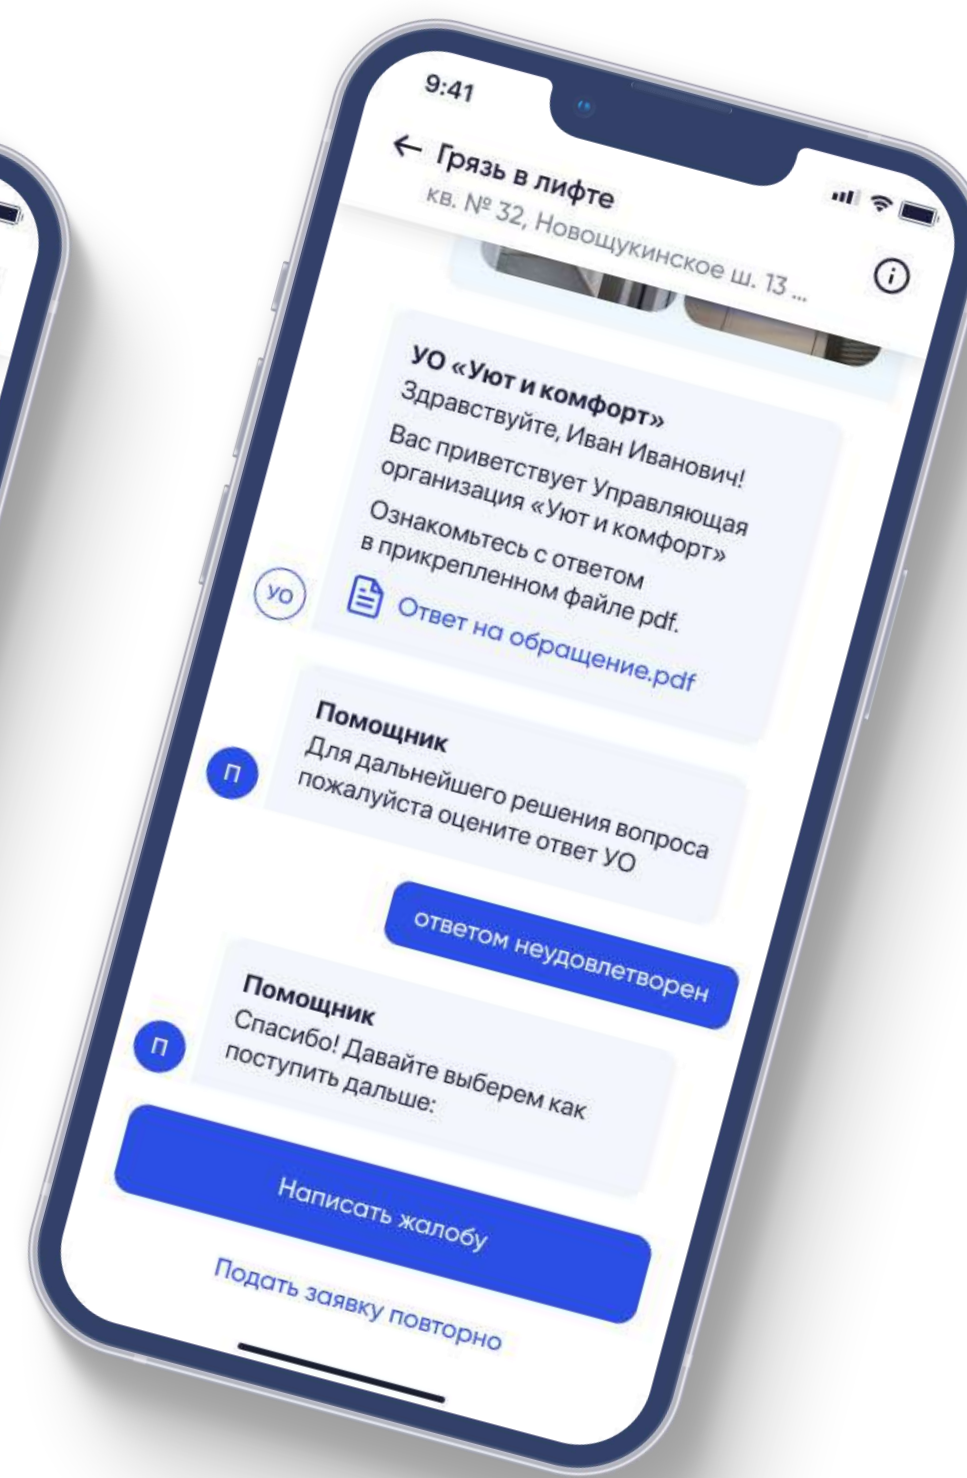 9:41
Грязь в лифте
кв. № 32, Новощукинское ш. 13 ...
УО «Уют и комфорт»
Здравствуйте, Иван Иванович!
Вас приветствует Управляющая
организация «Уют и комфорт»
Ознакомьтесь с ответом
в прикрепленном файле pdf.
УО
Ответ на обращение.pdf
Помощник
П
Для дальнейшего решения вопроса
пожалуйста оцените ответ УО
ответом неудовлетворен
Помощник
П
Спасибо! Давайте выберем как
поступить дальше:
Написать жалобу
Подать заявку повторно